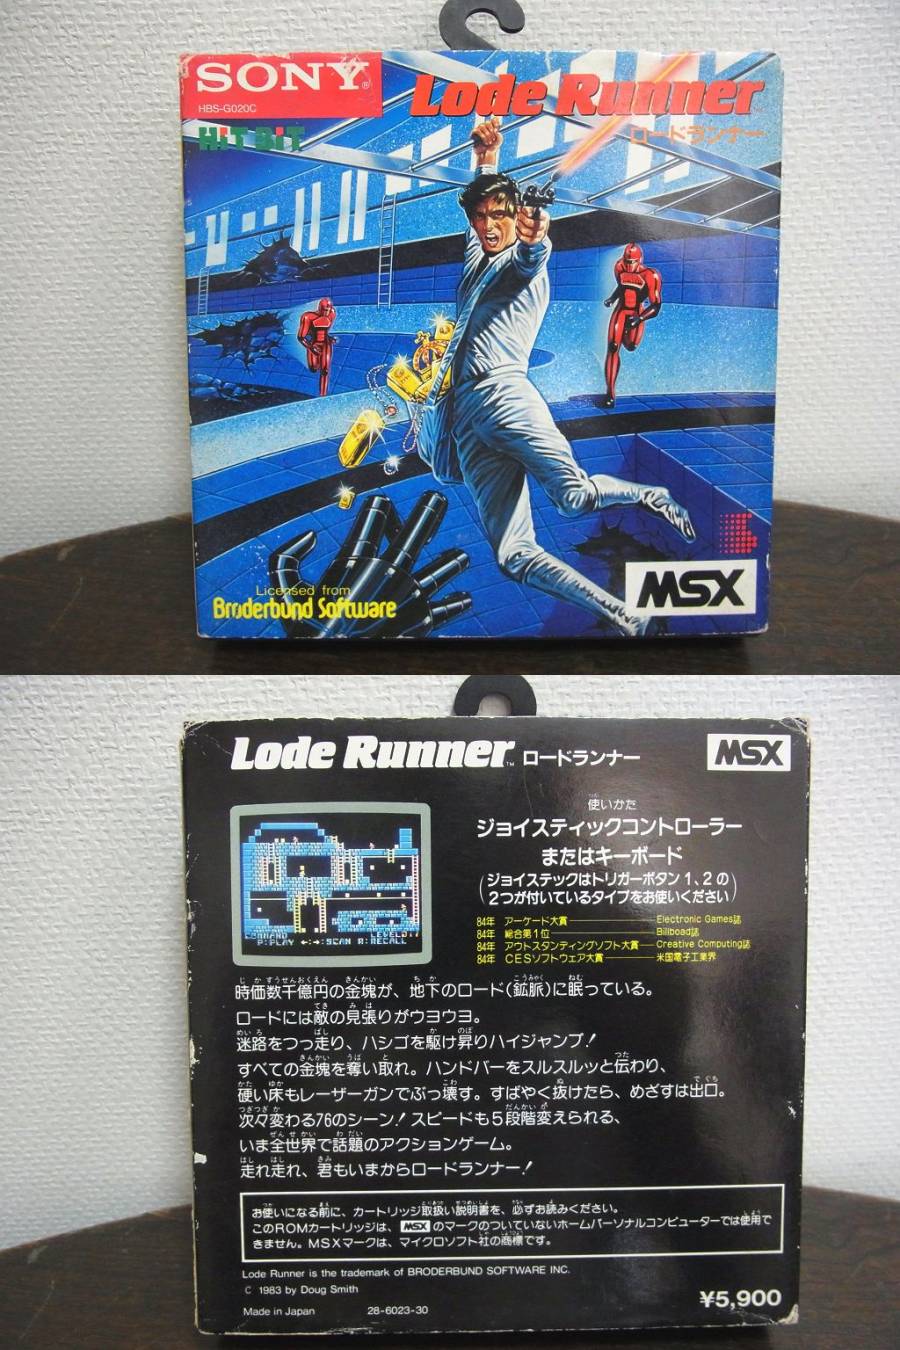 SONY®
HBS-G020C
HiT BiT
Lode Runner™
ロードランナー
Licensed from
Brøderbund Software
MSX
Lode Runner™ ロードランナー
MSX
使いかた
ジョイスティックコントローラー
またはキーボード
(ジョイステックはトリガーボタン1、2の
2つが付いているタイプをお使いください)
84年 アーケード大賞 Electronic Games誌
84年 総合第1位 Billboad誌
84年 アウトスタンディングソフト大賞 Creative Computing誌
84年 CESソフトウェア大賞 米国電子工業界
P:PLAY ←:→:SCAN R:RECALL
時価数千億円の金塊が、地下のロード(鉱脈)に眠っている。
ロードには敵の見張りがウヨウヨ。
迷路をつっ走り、ハシゴを駆け昇りハイジャンプ!
すべての金塊を奪い取れ。ハンドバーをスルスルッと伝わり、
硬い床もレーザーガンでぶっ壊す。すばやく抜けたら、めざすは出口。
次々変わる76のシーン!スピードも5段階変えられる、
いま全世界で話題のアクションゲーム。
走れ走れ、君もいまからロードランナー!
お使いになる前に、カートリッジ取扱い説明書を、必ずお読みください。
このROMカートリッジは、MSXのマークのついていないホームパーソナルコンピューターでは使用で
きません。MSXマークは、マイクロソフト社の商標です。
Lode Runner is the trademark of BRODERBUND SOFTWARE INC.
C 1983 by Doug Smith
Made in Japan 28-6023-30
¥5,900